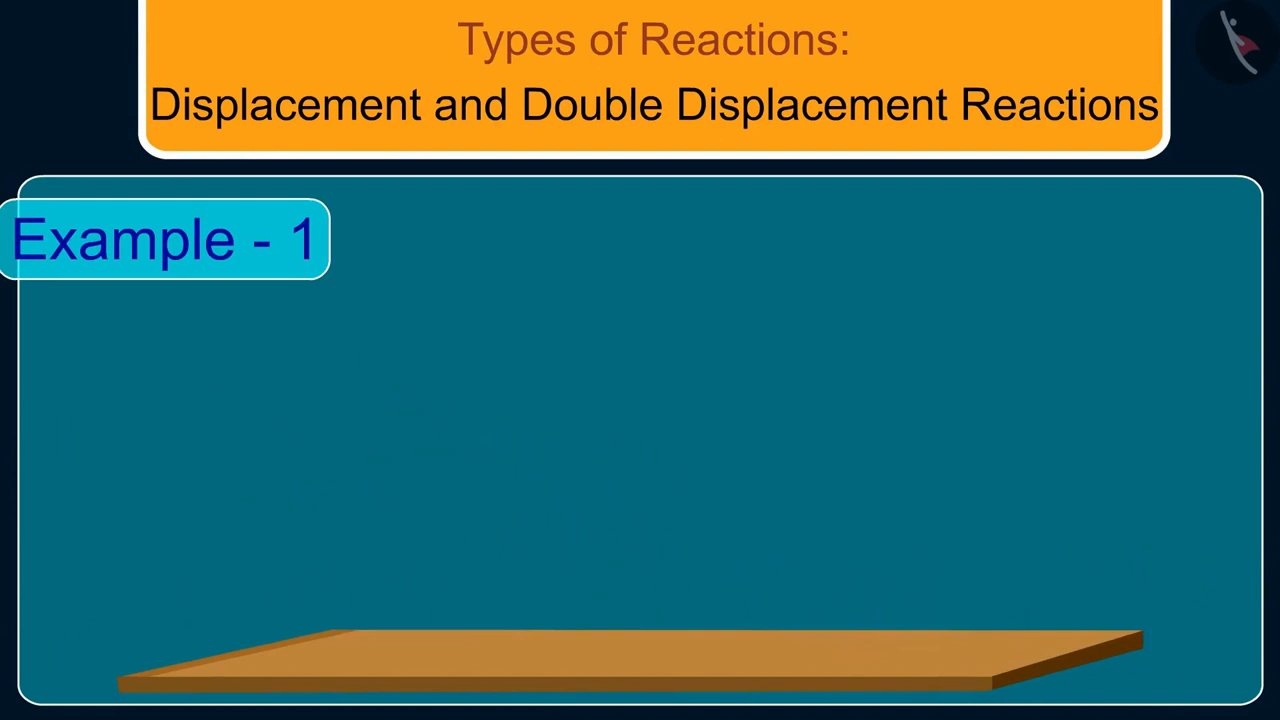 Types of Reactions:
Displacement and Double Displacement Reactions
Example - 1